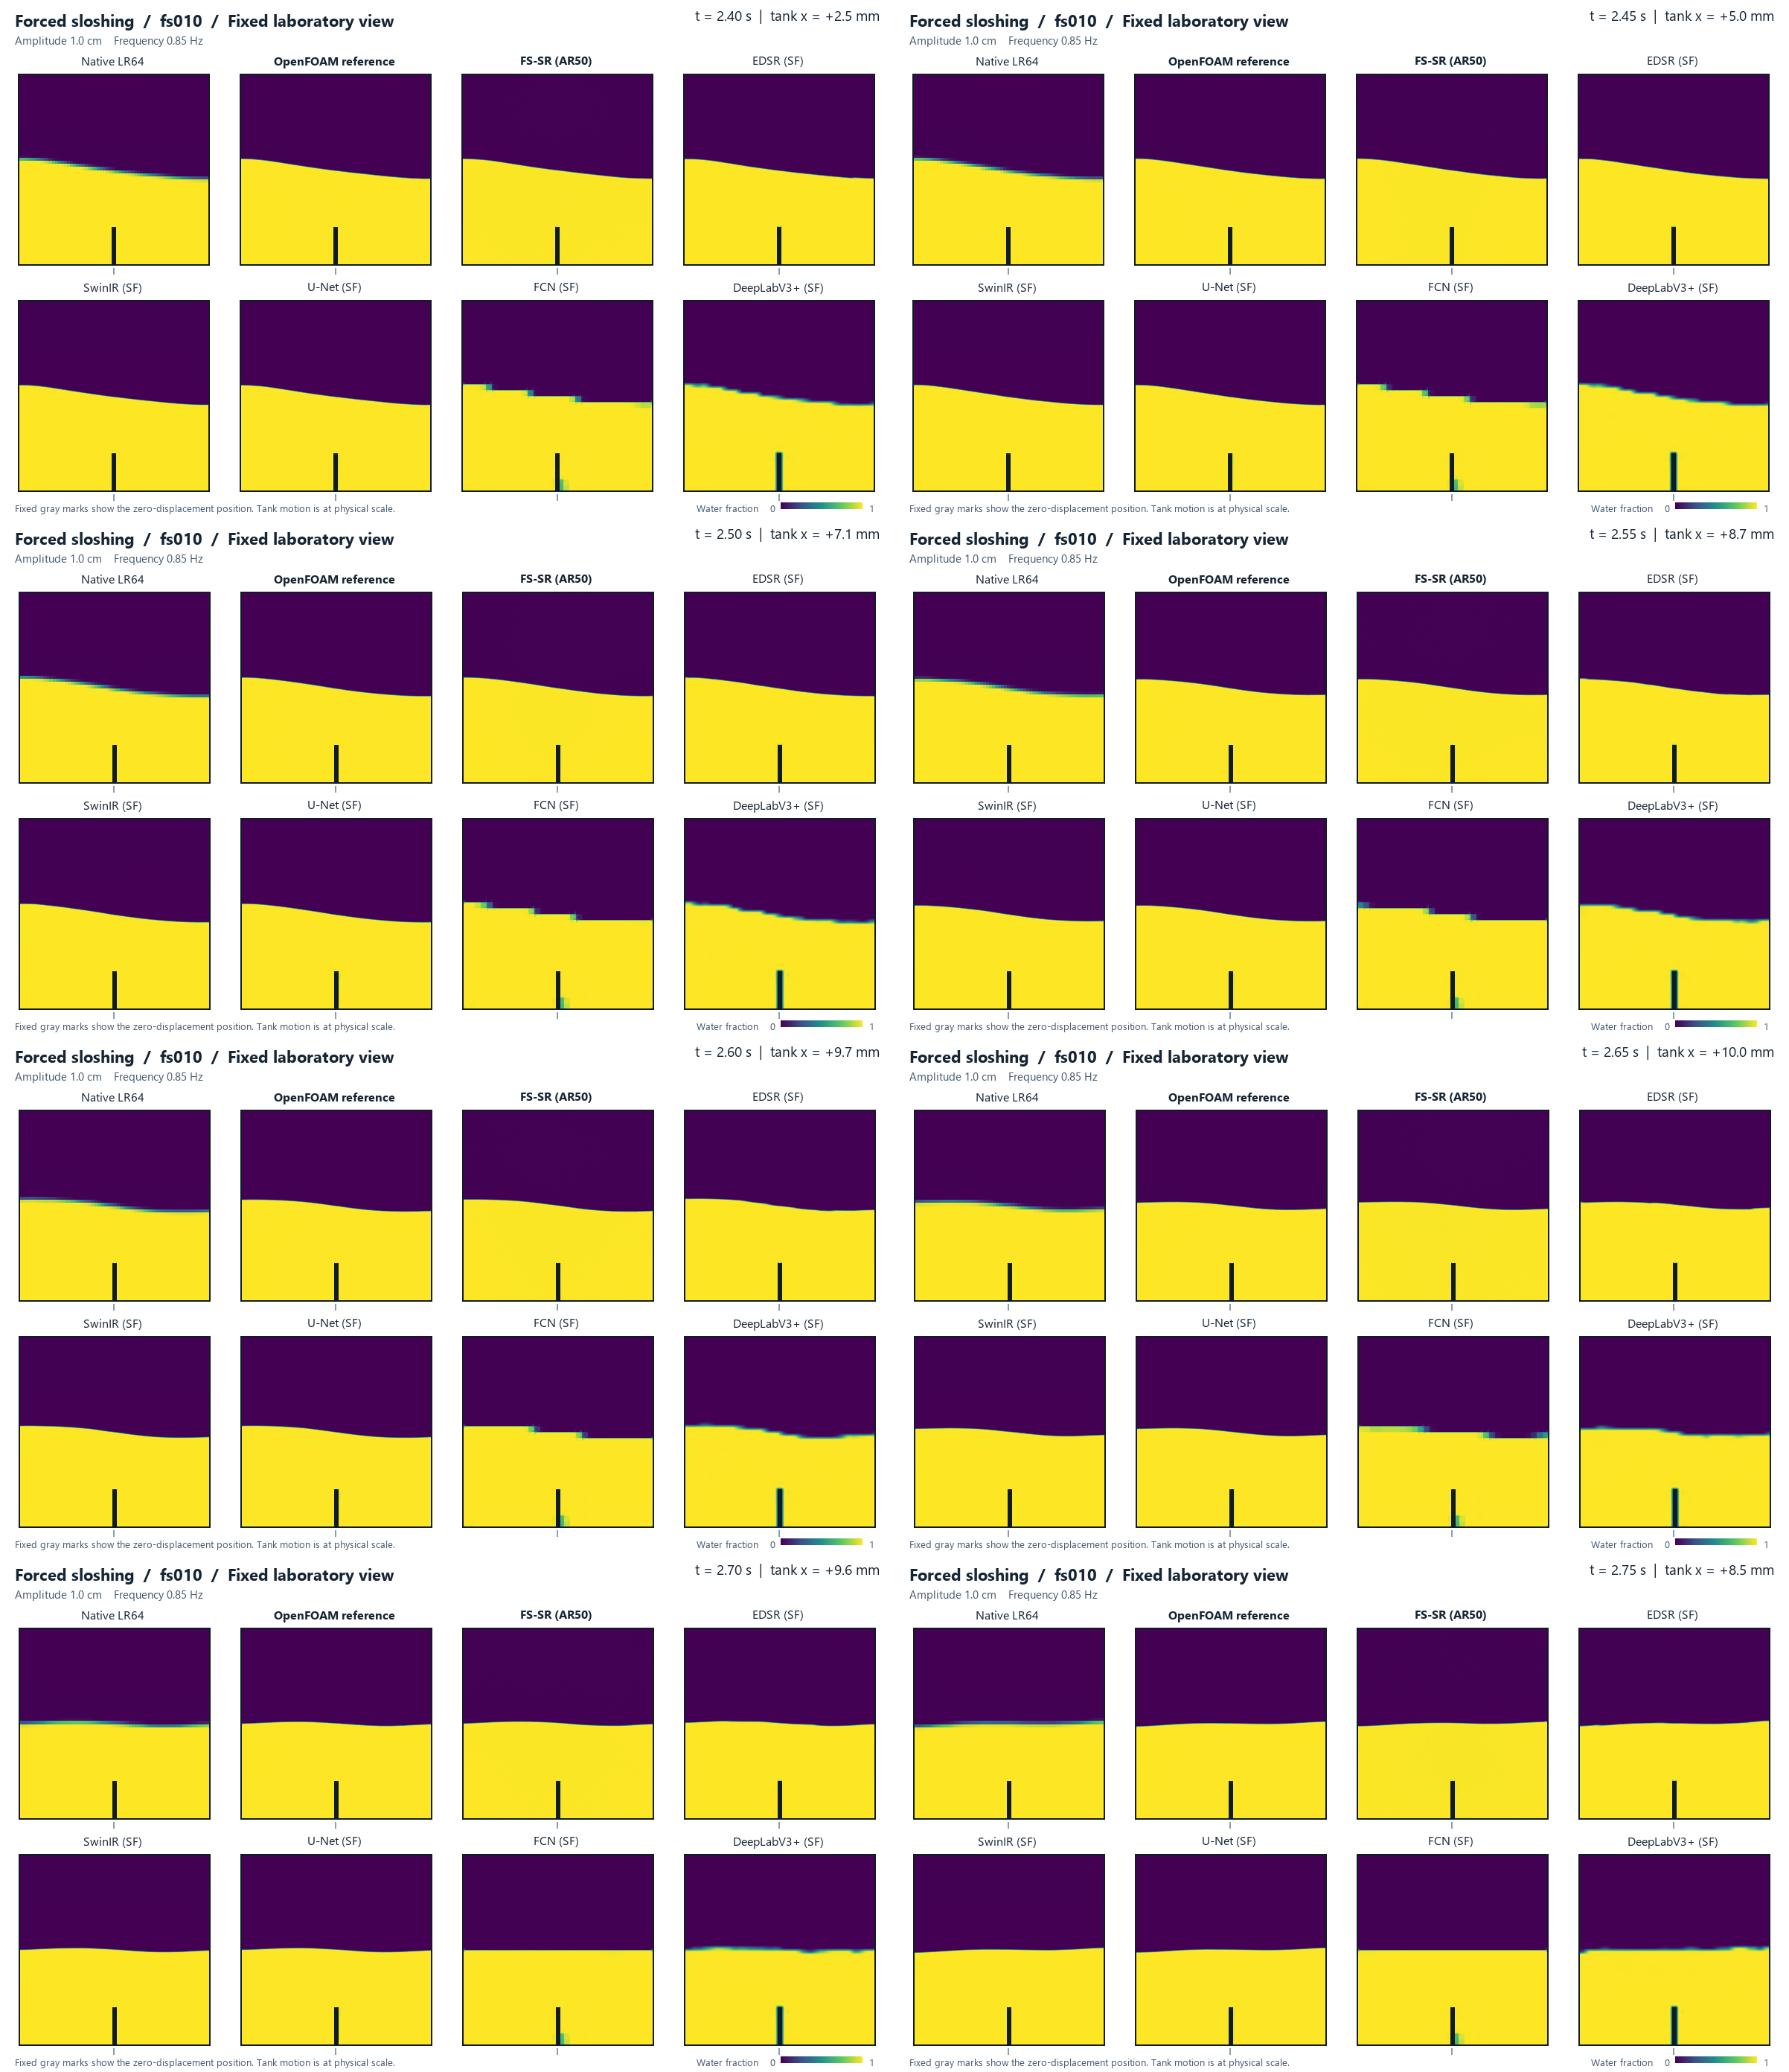 Forced sloshing / fs010 / Fixed laboratory view
t = 2.40 s | tank x = +2.5 mm
Amplitude 1.0 cm Frequency 0.85 Hz
Native LR64
OpenFOAM reference
FS-SR (AR50)
EDSR (SF)
SwinIR (SF)
U-Net (SF)
FCN (SF)
DeepLabV3+ (SF)
Fixed gray marks show the zero-displacement position. Tank motion is at physical scale.
Water fraction 0 1
Forced sloshing / fs010 / Fixed laboratory view
t = 2.45 s | tank x = +5.0 mm
Amplitude 1.0 cm Frequency 0.85 Hz
Native LR64
OpenFOAM reference
FS-SR (AR50)
EDSR (SF)
SwinIR (SF)
U-Net (SF)
FCN (SF)
DeepLabV3+ (SF)
Fixed gray marks show the zero-displacement position. Tank motion is at physical scale.
Water fraction 0 1
Forced sloshing / fs010 / Fixed laboratory view
t = 2.50 s | tank x = +7.1 mm
Amplitude 1.0 cm Frequency 0.85 Hz
Native LR64
OpenFOAM reference
FS-SR (AR50)
EDSR (SF)
SwinIR (SF)
U-Net (SF)
FCN (SF)
DeepLabV3+ (SF)
Fixed gray marks show the zero-displacement position. Tank motion is at physical scale.
Water fraction 0 1
Forced sloshing / fs010 / Fixed laboratory view
t = 2.55 s | tank x = +8.7 mm
Amplitude 1.0 cm Frequency 0.85 Hz
Native LR64
OpenFOAM reference
FS-SR (AR50)
EDSR (SF)
SwinIR (SF)
U-Net (SF)
FCN (SF)
DeepLabV3+ (SF)
Fixed gray marks show the zero-displacement position. Tank motion is at physical scale.
Water fraction 0 1
Forced sloshing / fs010 / Fixed laboratory view
t = 2.60 s | tank x = +9.7 mm
Amplitude 1.0 cm Frequency 0.85 Hz
Native LR64
OpenFOAM reference
FS-SR (AR50)
EDSR (SF)
SwinIR (SF)
U-Net (SF)
FCN (SF)
DeepLabV3+ (SF)
Fixed gray marks show the zero-displacement position. Tank motion is at physical scale.
Water fraction 0 1
Forced sloshing / fs010 / Fixed laboratory view
t = 2.65 s | tank x = +10.0 mm
Amplitude 1.0 cm Frequency 0.85 Hz
Native LR64
OpenFOAM reference
FS-SR (AR50)
EDSR (SF)
SwinIR (SF)
U-Net (SF)
FCN (SF)
DeepLabV3+ (SF)
Fixed gray marks show the zero-displacement position. Tank motion is at physical scale.
Water fraction 0 1
Forced sloshing / fs010 / Fixed laboratory view
t = 2.70 s | tank x = +9.6 mm
Amplitude 1.0 cm Frequency 0.85 Hz
Native LR64
OpenFOAM reference
FS-SR (AR50)
EDSR (SF)
SwinIR (SF)
U-Net (SF)
FCN (SF)
DeepLabV3+ (SF)
Fixed gray marks show the zero-displacement position. Tank motion is at physical scale.
Water fraction 0 1
Forced sloshing / fs010 / Fixed laboratory view
t = 2.75 s | tank x = +8.5 mm
Amplitude 1.0 cm Frequency 0.85 Hz
Native LR64
OpenFOAM reference
FS-SR (AR50)
EDSR (SF)
SwinIR (SF)
U-Net (SF)
FCN (SF)
DeepLabV3+ (SF)
Fixed gray marks show the zero-displacement position. Tank motion is at physical scale.
Water fraction 0 1